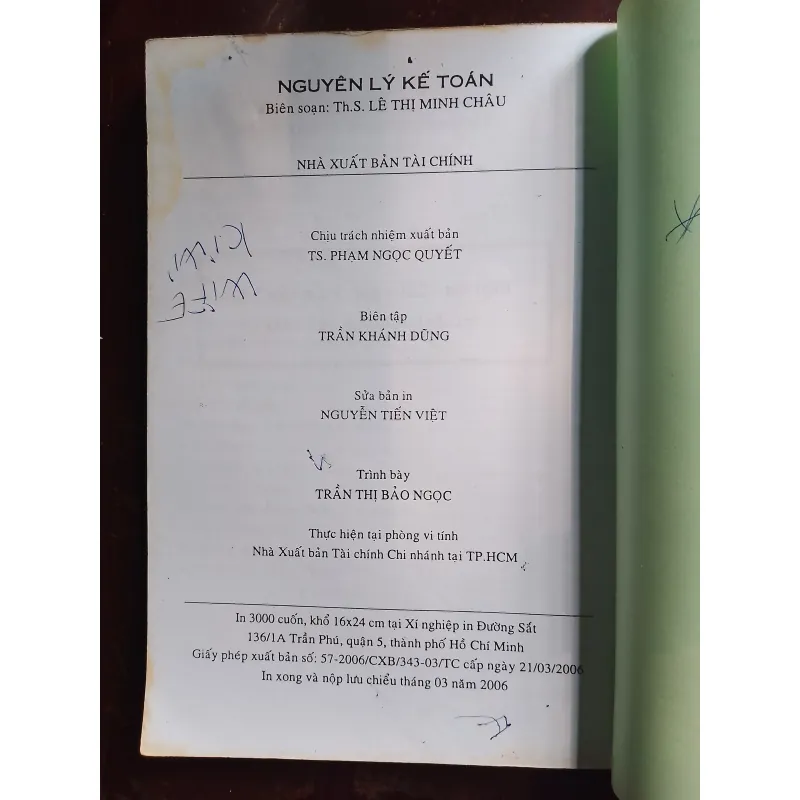 NGUYÊN LÝ KẾ TOÁN
Biên soạn: Th.S. LÊ THỊ MINH CHÂU
NHÀ XUẤT BẢN TÀI CHÍNH
Chịu trách nhiệm xuất bản
TS. PHẠM NGỌC QUYẾT
Biên tập
TRẦN KHÁNH DŨNG
Sửa bản in
NGUYỄN TIẾN VIỆT
Trình bày
TRẦN THỊ BẢO NGỌC
Thực hiện tại phòng vi tính
Nhà Xuất bản Tài chính Chi nhánh tại TP.HCM
In 3000 cuốn, khổ 16x24 cm tại Xí nghiệp in Đường Sắt
136/1A Trần Phú, quận 5, thành phố Hồ Chí Minh
Giấy phép xuất bản số: 57-2006/CXB/343-03/TC cấp ngày 21/03/2006
In xong và nộp lưu chiểu tháng 03 năm 2006